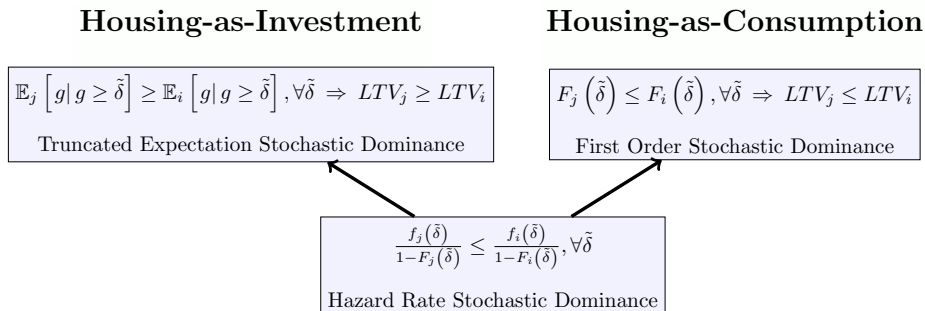 Housing-as-Investment
Housing-as-Consumption
𝔼_j [g| g ≥ δ̃] ≥ 𝔼_i [g| g ≥ δ̃], ∀δ̃ ⇒ LTV_j ≥ LTV_i
Truncated Expectation Stochastic Dominance
F_j (δ̃) ≤ F_i (δ̃), ∀δ̃ ⇒ LTV_j ≤ LTV_i
First Order Stochastic Dominance
f_j(δ̃)/(1−F_j(δ̃)) ≤ f_i(δ̃)/(1−F_i(δ̃)), ∀δ̃
Hazard Rate Stochastic Dominance